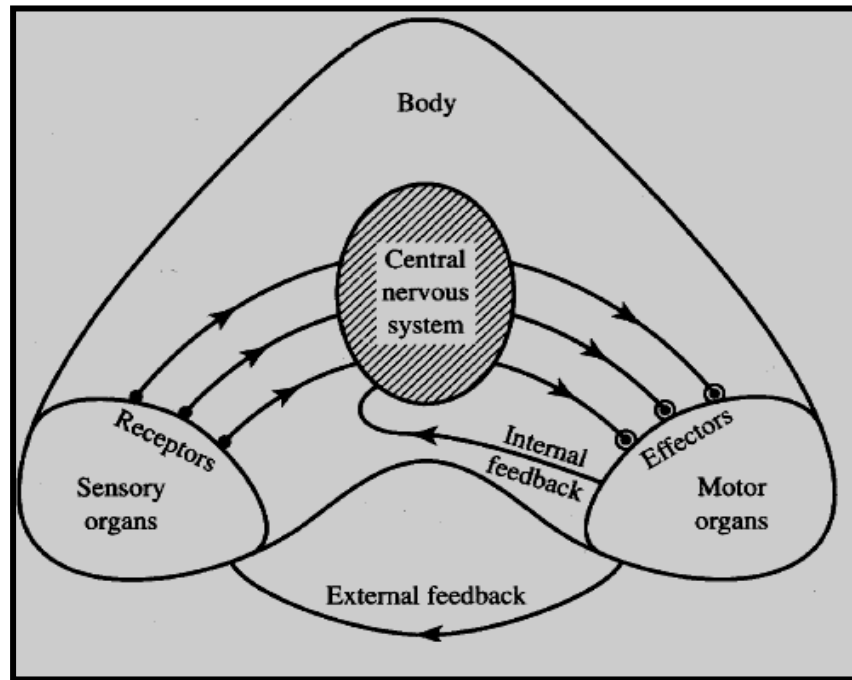 Body
Central
nervous
system
Receptors
Sensory
organs
Internal
feedback
Effectors
Motor
organs
External feedback